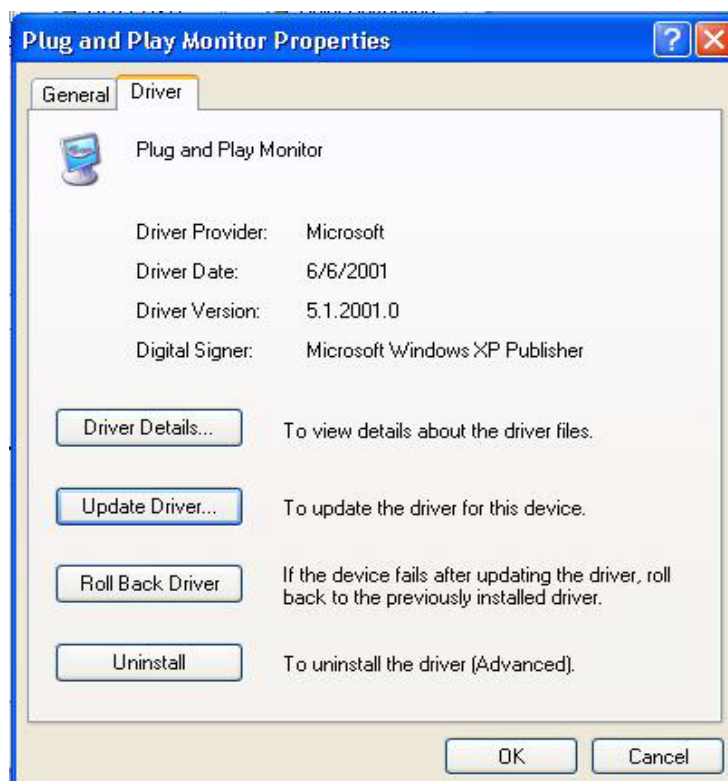 Plug and Play Monitor Properties
General Driver
Plug and Play Monitor
Driver Provider: Microsoft
Driver Date: 6/6/2001
Driver Version: 5.1.2001.0
Digital Signer: Microsoft Windows XP Publisher
Driver Details... To view details about the driver files.
Update Driver... To update the driver for this device.
Roll Back Driver If the device fails after updating the driver, roll
back to the previously installed driver.
Uninstall To uninstall the driver (Advanced).
OK Cancel